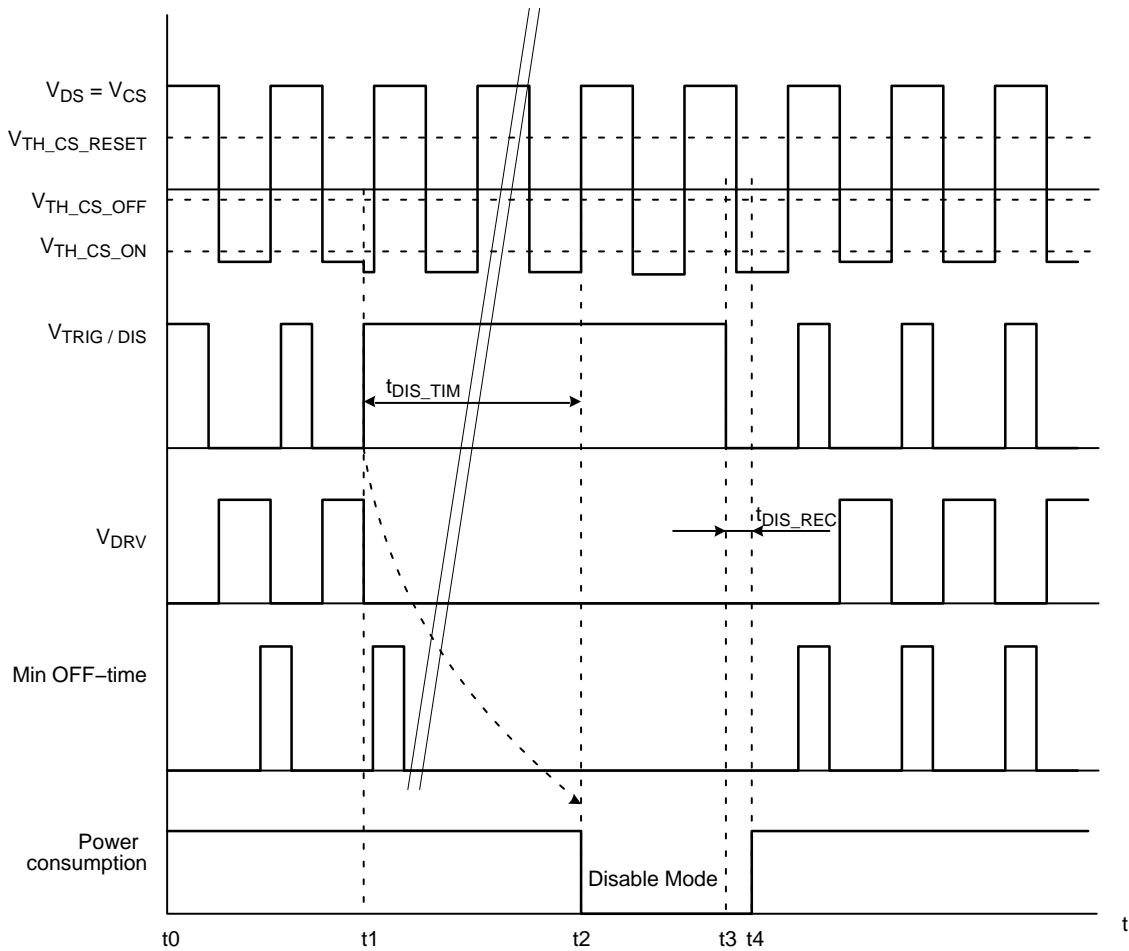 V_DS = V_CS
V_TH_CS_RESET
V_TH_CS_OFF
V_TH_CS_ON
V_TRIG / DIS
t_DIS_TIM
t_DIS_REC
V_DRV
Min OFF−time
Power
consumption
Disable Mode
t0 t1 t2 t3 t4 t